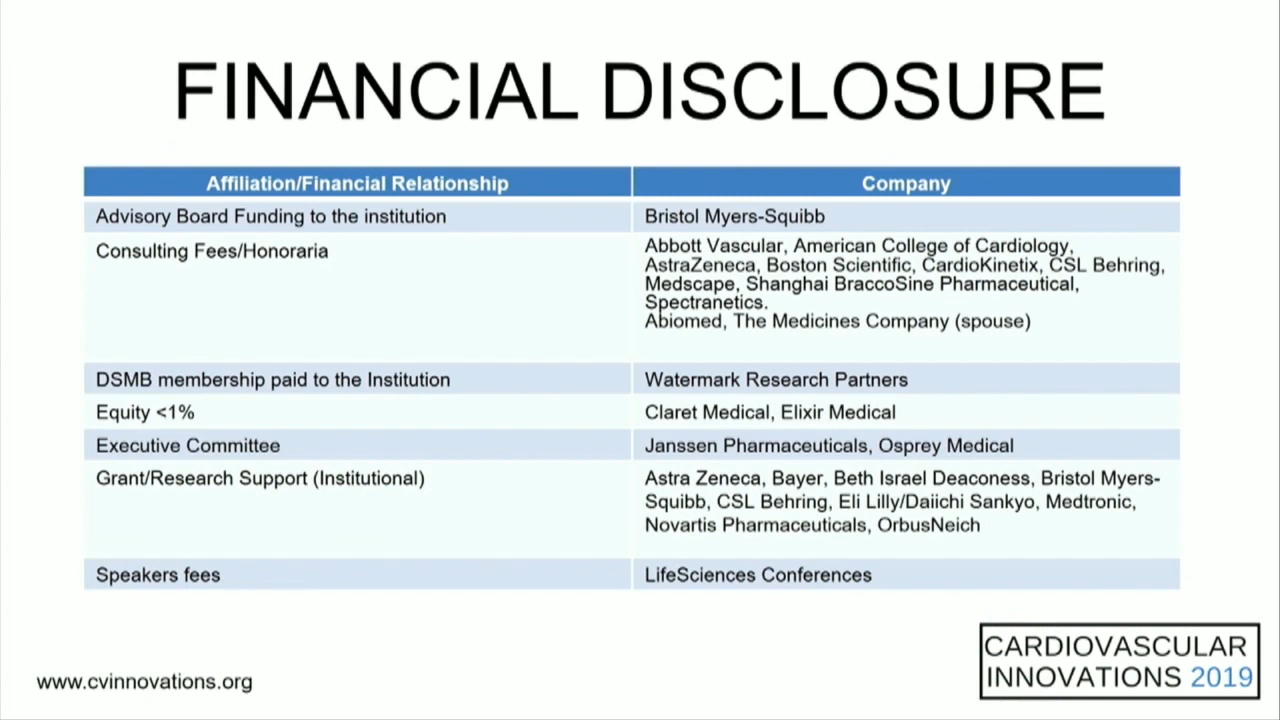 FINANCIAL DISCLOSURE
Affiliation/Financial Relationship
Company
Advisory Board Funding to the institution
Bristol Myers-Squibb
Consulting Fees/Honoraria
Abbott Vascular, American College of Cardiology,
AstraZeneca, Boston Scientific, CardioKinetix, CSL Behring,
Medscape, Shanghai BraccoSine Pharmaceutical,
Spectranetics.
Abiomed, The Medicines Company (spouse)
DSMB membership paid to the Institution
Watermark Research Partners
Equity <1%
Claret Medical, Elixir Medical
Executive Committee
Janssen Pharmaceuticals, Osprey Medical
Grant/Research Support (Institutional)
Astra Zeneca, Bayer, Beth Israel Deaconess, Bristol Myers-
Squibb, CSL Behring, Eli Lilly/Daiichi Sankyo, Medtronic,
Novartis Pharmaceuticals, OrbusNeich
Speakers fees
LifeSciences Conferences
www.cvinnovations.org
CARDIOVASCULAR
INNOVATIONS 2019